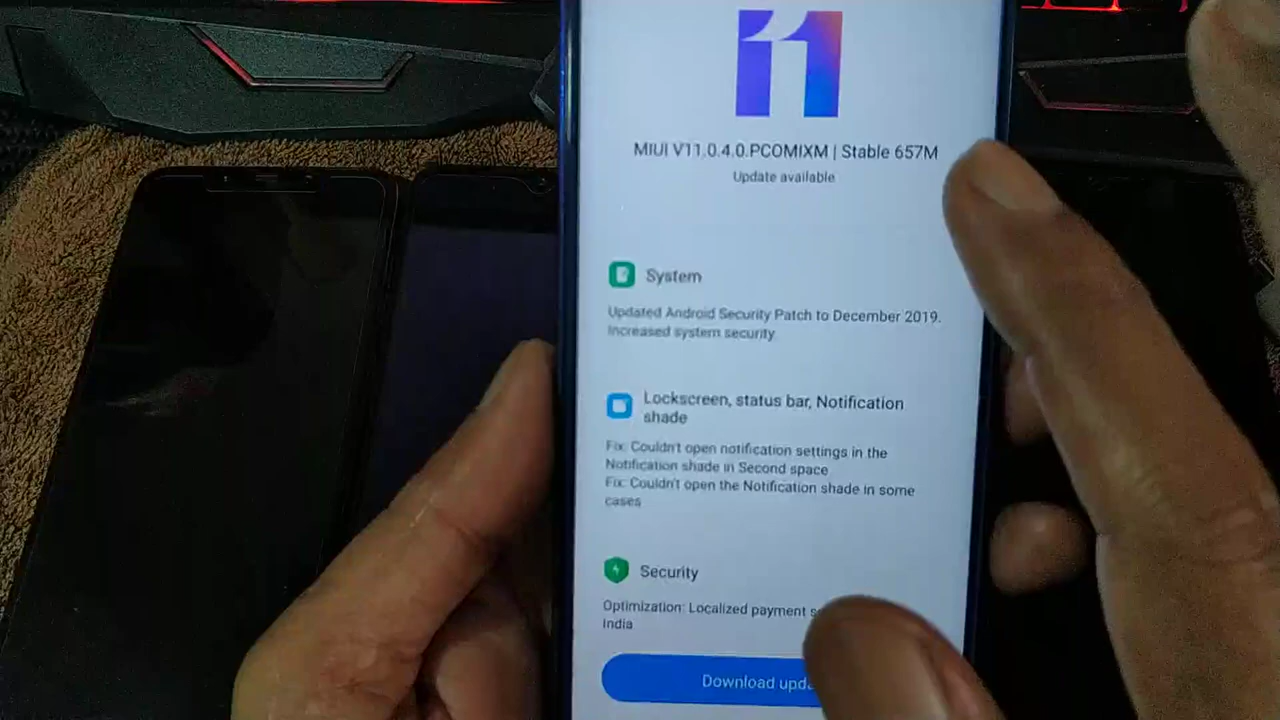 11
MIUI V11.0.4.0.PCOMIXM | Stable 657M
Update available
System
Updated Android Security Patch to December 2019.
Increased system security
Lockscreen, status bar, Notification
shade
Fix: Couldn't open notification settings in the
Notification shade in Second space
Fix: Couldn't open the Notification shade in some
cases
Security
Optimization: Localized payment
India
Download